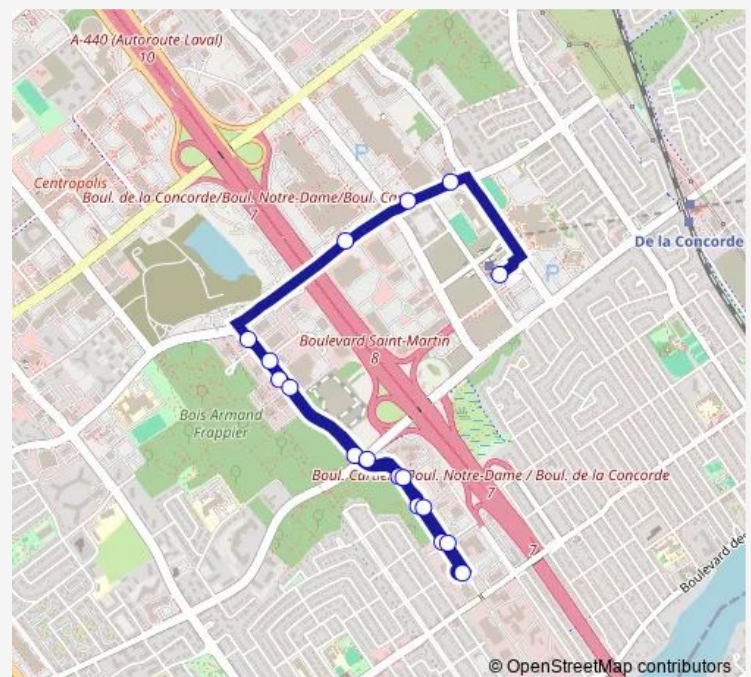 A-440 (Autoroute Laval)
10
Centropolis
Boul. de la Concorde/Boul. Notre-Dame/Boul. Ca
7
De la Concorde
Boulevard Saint-Martin
8
Bois Armand
Frappier
Boul. Cartier/Boul. Notre-Dame / Boul. de la Concorde
7
7
Boulevard des
P
P
© OpenStreetMap contributors